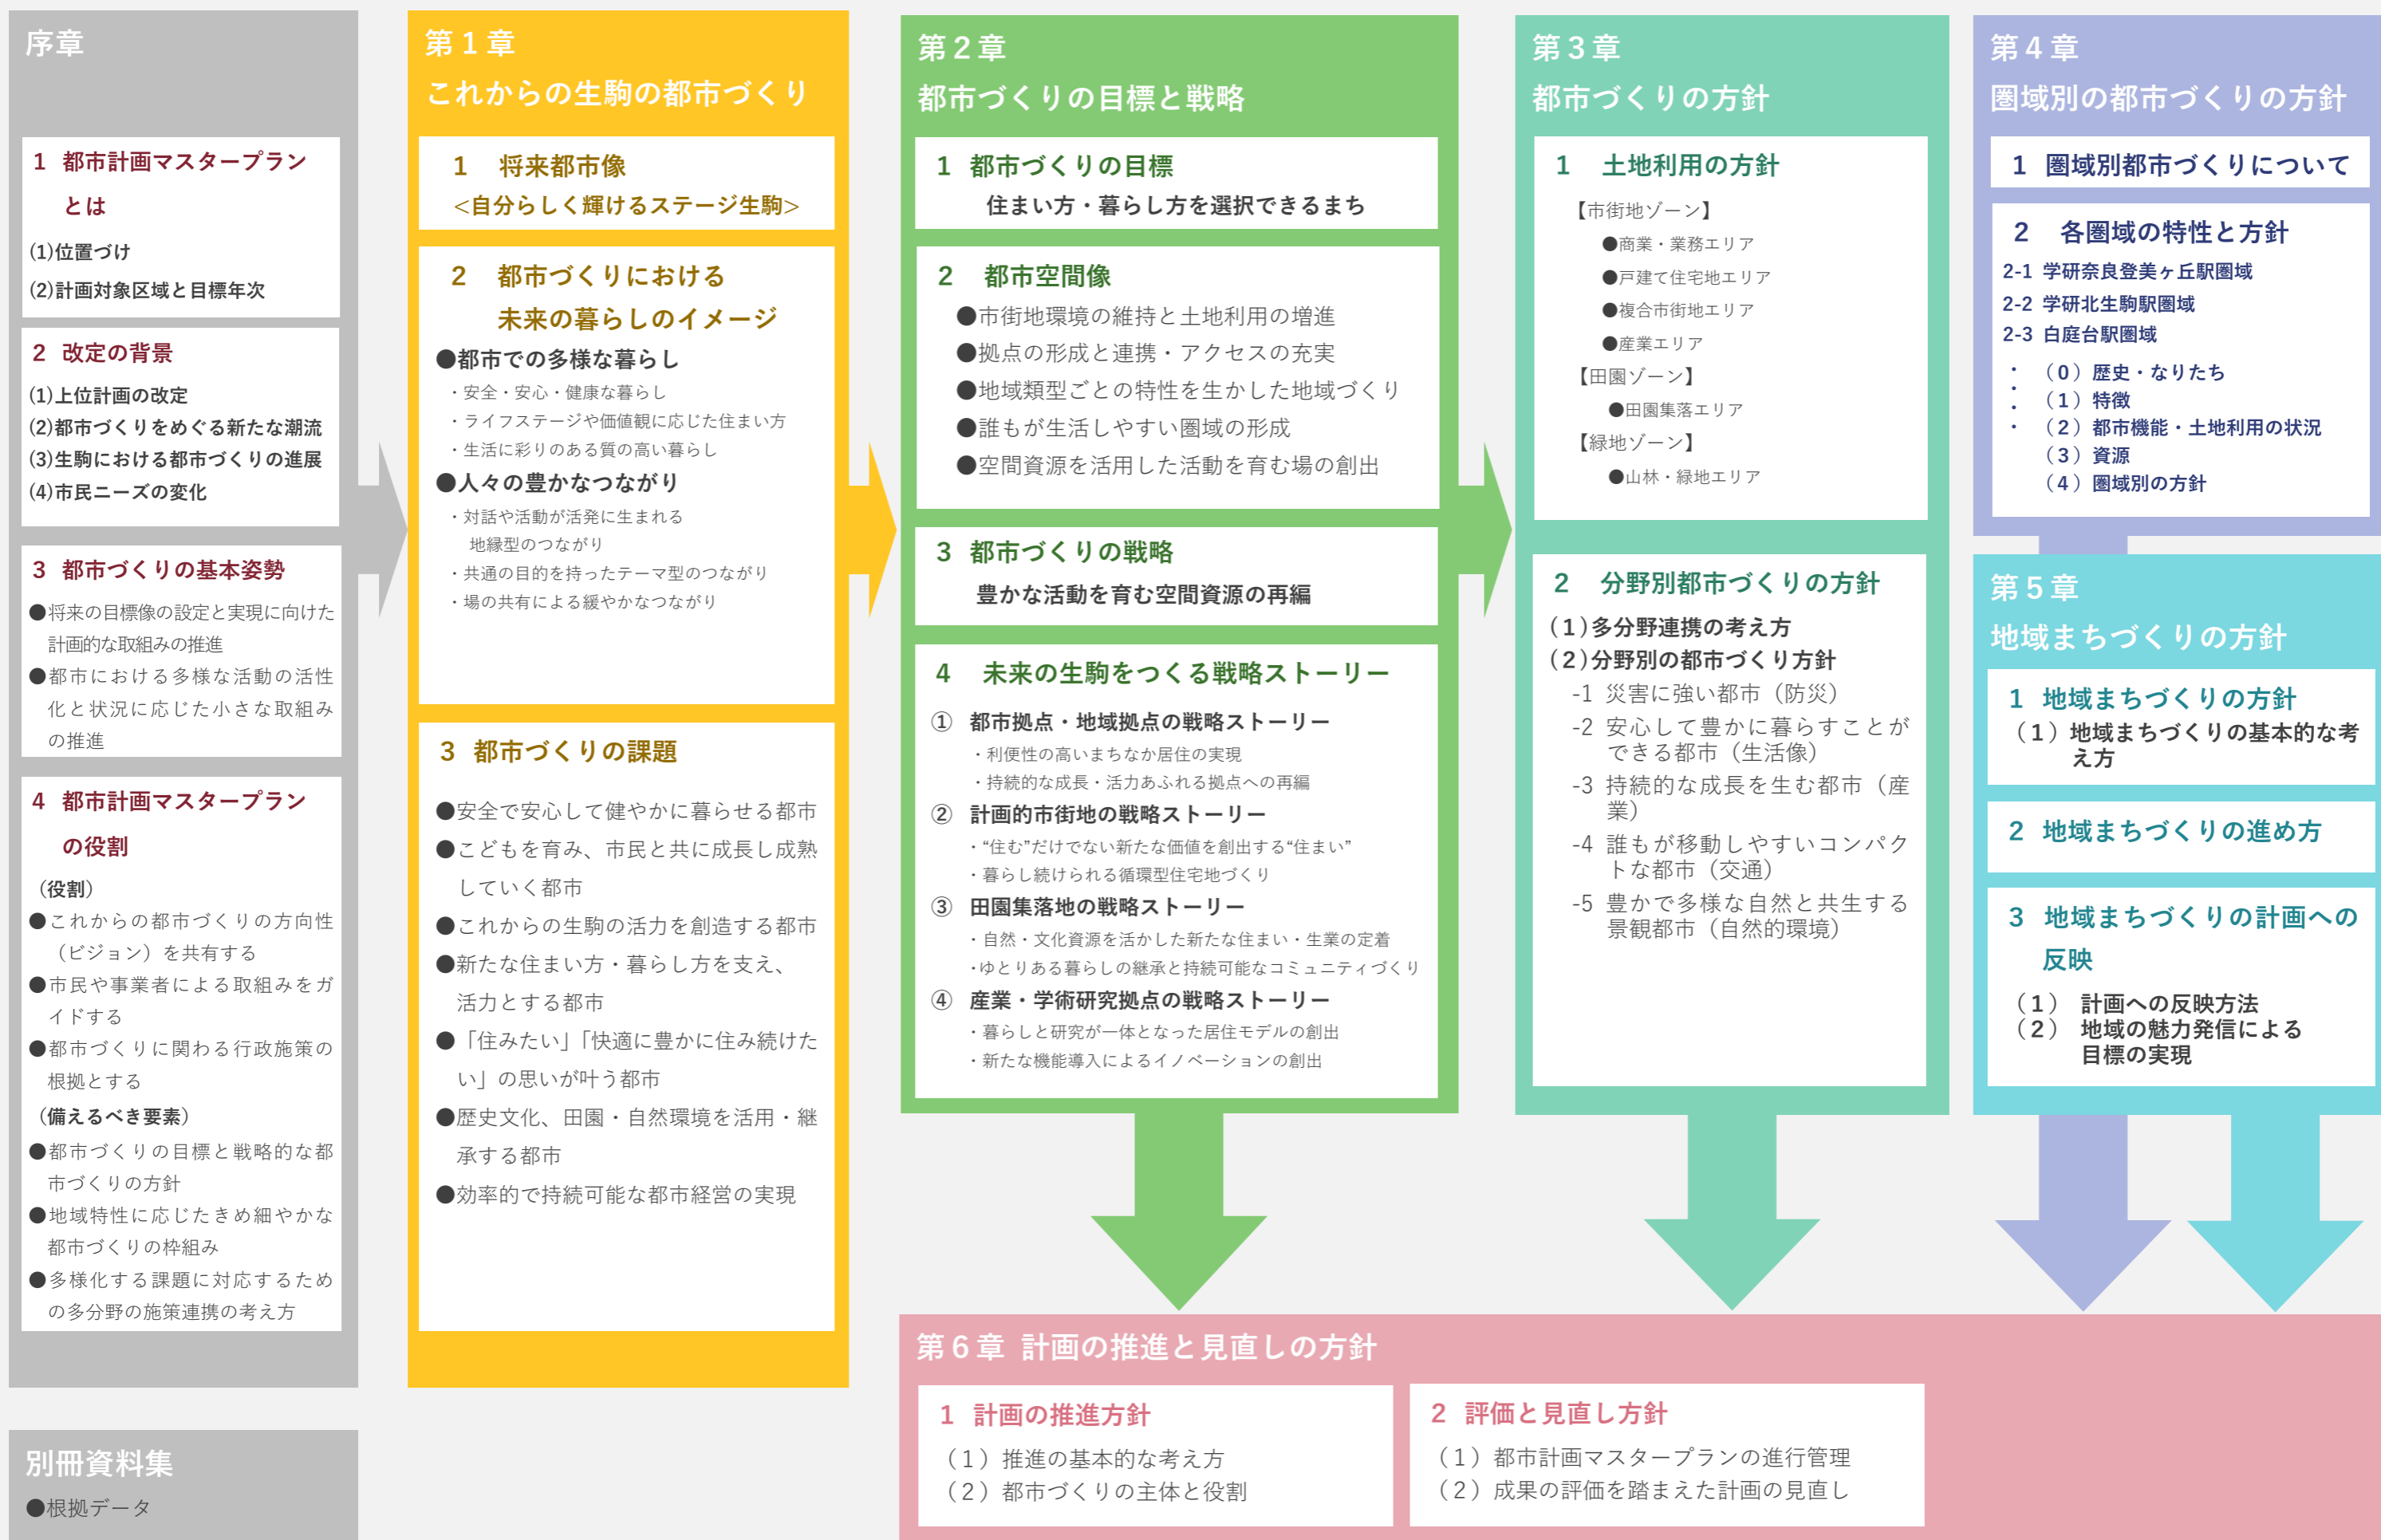 序章
1 都市計画マスタープラン
とは
(1)位置づけ
(2)計画対象区域と目標年次
2 改定の背景
(1)上位計画の改定
(2)都市づくりをめぐる新たな潮流
(3)生駒における都市づくりの進展
(4)市民ニーズの変化
3 都市づくりの基本姿勢
●将来の目標像の設定と実現に向けた
計画的な取組みの推進
●都市における多様な活動の活性
化と状況に応じた小さな取組み
の推進
4 都市計画マスタープラン
の役割
（役割）
●これからの都市づくりの方向性
（ビジョン）を共有する
●市民や事業者による取組みをガ
イドする
●都市づくりに関わる行政施策の
根拠とする
（備えるべき要素）
●都市づくりの目標と戦略的な都
市づくりの方針
●地域特性に応じたきめ細やかな
都市づくりの枠組み
●多様化する課題に対応するため
の多分野の施策連携の考え方
別冊資料集
●根拠データ
第１章
これからの生駒の都市づくり
1 将来都市像
<自分らしく輝けるステージ生駒>
2 都市づくりにおける
未来の暮らしのイメージ
●都市での多様な暮らし
・安全・安心・健康な暮らし
・ライフステージや価値観に応じた住まい方
・生活に彩りのある質の高い暮らし
●人々の豊かなつながり
・対話や活動が活発に生まれる
地縁型のつながり
・共通の目的を持ったテーマ型のつながり
・場の共有による緩やかなつながり
3 都市づくりの課題
●安全で安心して健やかに暮らせる都市
●こどもを育み、市民と共に成長し成熟
していく都市
●これからの生駒の活力を創造する都市
●新たな住まい方・暮らし方を支え、
活力とする都市
●「住みたい」「快適に豊かに住み続けた
い」の思いが叶う都市
●歴史文化、田園・自然環境を活用・継
承する都市
●効率的で持続可能な都市経営の実現
第２章
都市づくりの目標と戦略
1 都市づくりの目標
住まい方・暮らし方を選択できるまち
2 都市空間像
●市街地環境の維持と土地利用の増進
●拠点の形成と連携・アクセスの充実
●地域類型ごとの特性を生かした地域づくり
●誰もが生活しやすい圏域の形成
●空間資源を活用した活動を育む場の創出
3 都市づくりの戦略
豊かな活動を育む空間資源の再編
4 未来の生駒をつくる戦略ストーリー
① 都市拠点・地域拠点の戦略ストーリー
・利便性の高いまちなか居住の実現
・持続的な成長・活力あふれる拠点への再編
② 計画的市街地の戦略ストーリー
・“住む”だけでない新たな価値を創出する“住まい”
・暮らし続けられる循環型住宅地づくり
③ 田園集落地の戦略ストーリー
・自然・文化資源を活かした新たな住まい・生業の定着
・ゆとりある暮らしの継承と持続可能なコミュニティづくり
④ 産業・学術研究拠点の戦略ストーリー
・暮らしと研究が一体となった居住モデルの創出
・新たな機能導入によるイノベーションの創出
第３章
都市づくりの方針
1 土地利用の方針
【市街地ゾーン】
●商業・業務エリア
●戸建て住宅地エリア
●複合市街地エリア
●産業エリア
【田園ゾーン】
●田園集落エリア
【緑地ゾーン】
●山林・緑地エリア
2 分野別都市づくりの方針
（１）多分野連携の考え方
（２）分野別の都市づくり方針
-1 災害に強い都市（防災）
-2 安心して豊かに暮らすことが
できる都市（生活像）
-3 持続的な成長を生む都市（産
業）
-4 誰もが移動しやすいコンパク
トな都市（交通）
-5 豊かで多様な自然と共生する
景観都市（自然的環境）
第４章
圏域別の都市づくりの方針
1 圏域別都市づくりについて
2 各圏域の特性と方針
2-1 学研奈良登美ヶ丘駅圏域
2-2 学研北生駒駅圏域
2-3 白庭台駅圏域
・ （０）歴史・なりたち
・ （１）特徴
・ （２）都市機能・土地利用の状況
（３）資源
（４）圏域別の方針
第５章
地域まちづくりの方針
1 地域まちづくりの方針
（１）地域まちづくりの基本的な考
え方
2 地域まちづくりの進め方
3 地域まちづくりの計画への
反映
（１） 計画への反映方法
（２） 地域の魅力発信による
目標の実現
第６章 計画の推進と見直しの方針
1 計画の推進方針
（１）推進の基本的な考え方
（２）都市づくりの主体と役割
2 評価と見直し方針
（１）都市計画マスタープランの進行管理
（２）成果の評価を踏まえた計画の見直し